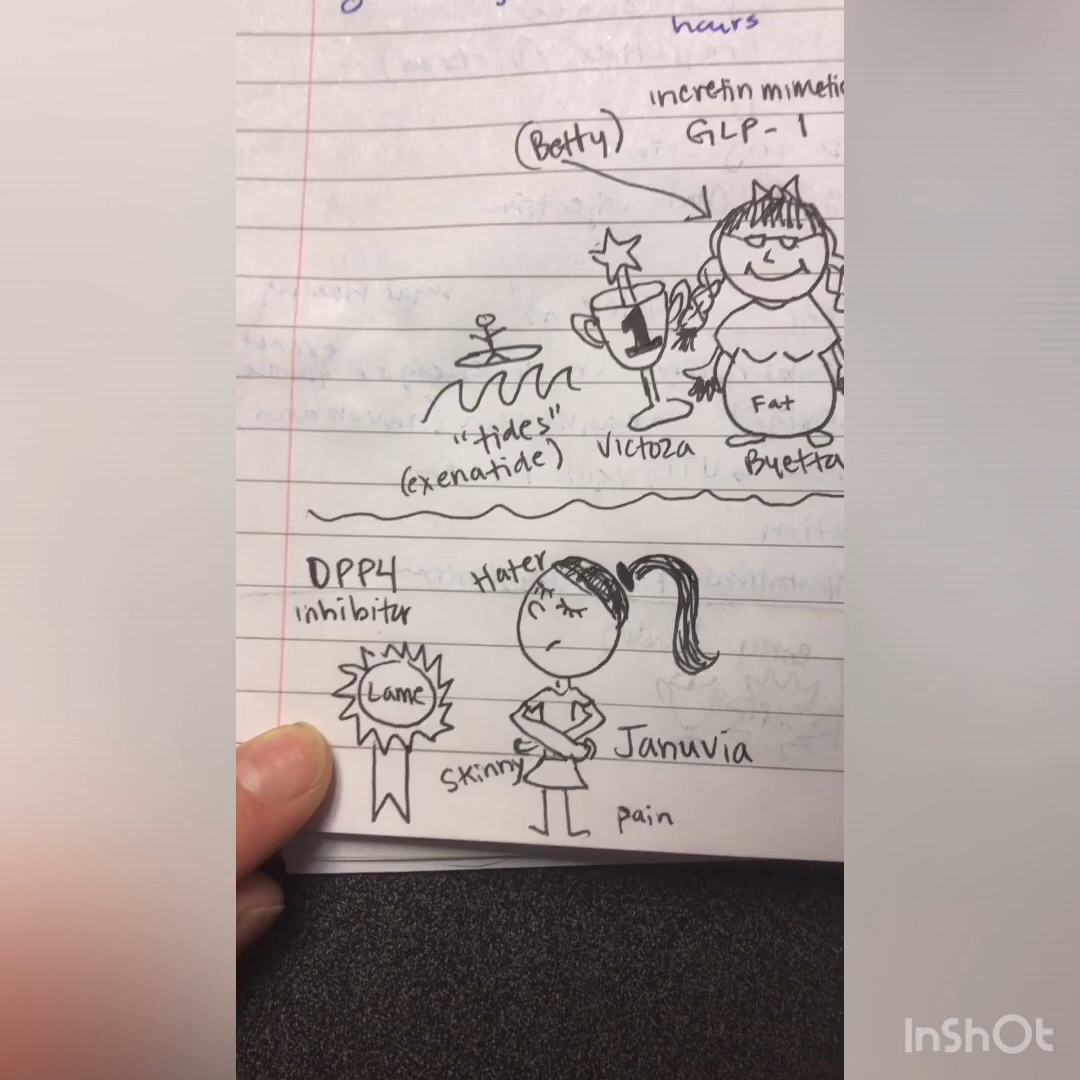 hours
incretin mimeti
GLP-1
(Betty)
1
Fat
"tides"
(exenatide)
Victoza
Byetta
DPP4
inhibitor
Hater
Lame
Skinny
Januvia
pain
InShOt